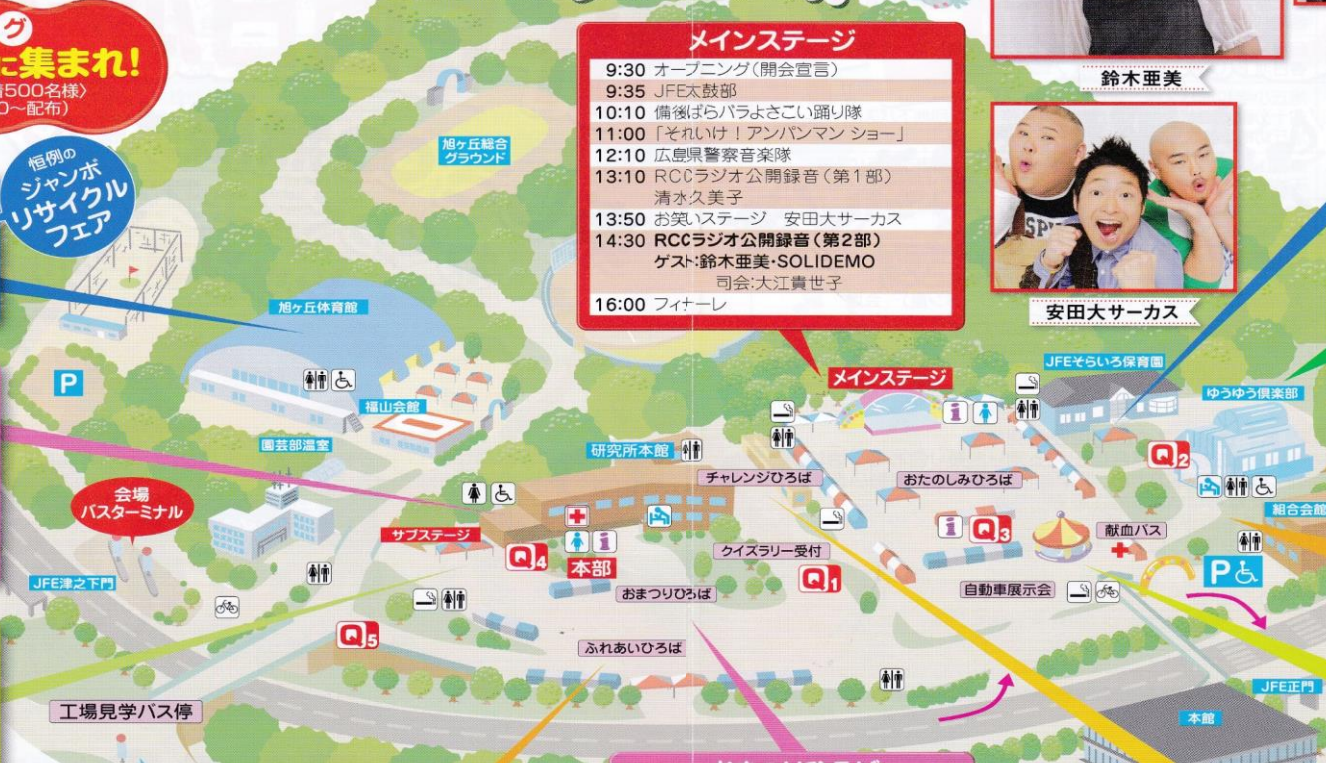 グ
に集まれ!
着500名様〉
0～配布)
恒例の
ジャンボ
リサイクル
フェア
メインステージ
9:30 オープニング(開会宣言)
9:35 JFE太鼓部
10:10 備後ばらバラよさこい踊り隊
11:00 「それいけ!アンパンマン ショー」
12:10 広島県警察音楽隊
13:10 RCCラジオ公開録音(第1部)
清水久美子
13:50 お笑いステージ 安田大サーカス
14:30 RCCラジオ公開録音(第2部)
ゲスト:鈴木亜美・SOLIDEMO
司会:大江貴世子
16:00 フィナーレ
鈴木亜美
安田大サーカス
旭ヶ丘総合
グラウンド
旭ヶ丘体育館
P
福山会館
園芸部温室
会場
バスターミナル
JFE津之下門
研究所本館
サブステージ
Q4
本部
メインステージ
チャレンジひろば
おたのしみひろば
JFEそらいろ保育園
ゆうゆう倶楽部
Q2
組合会館
Q3
献血バス
P
クイズラリー受付
Q1
自動車展示会
おまつりひろば
Q5
ふれあいひろば
工場見学バス停
JFE正門
本館